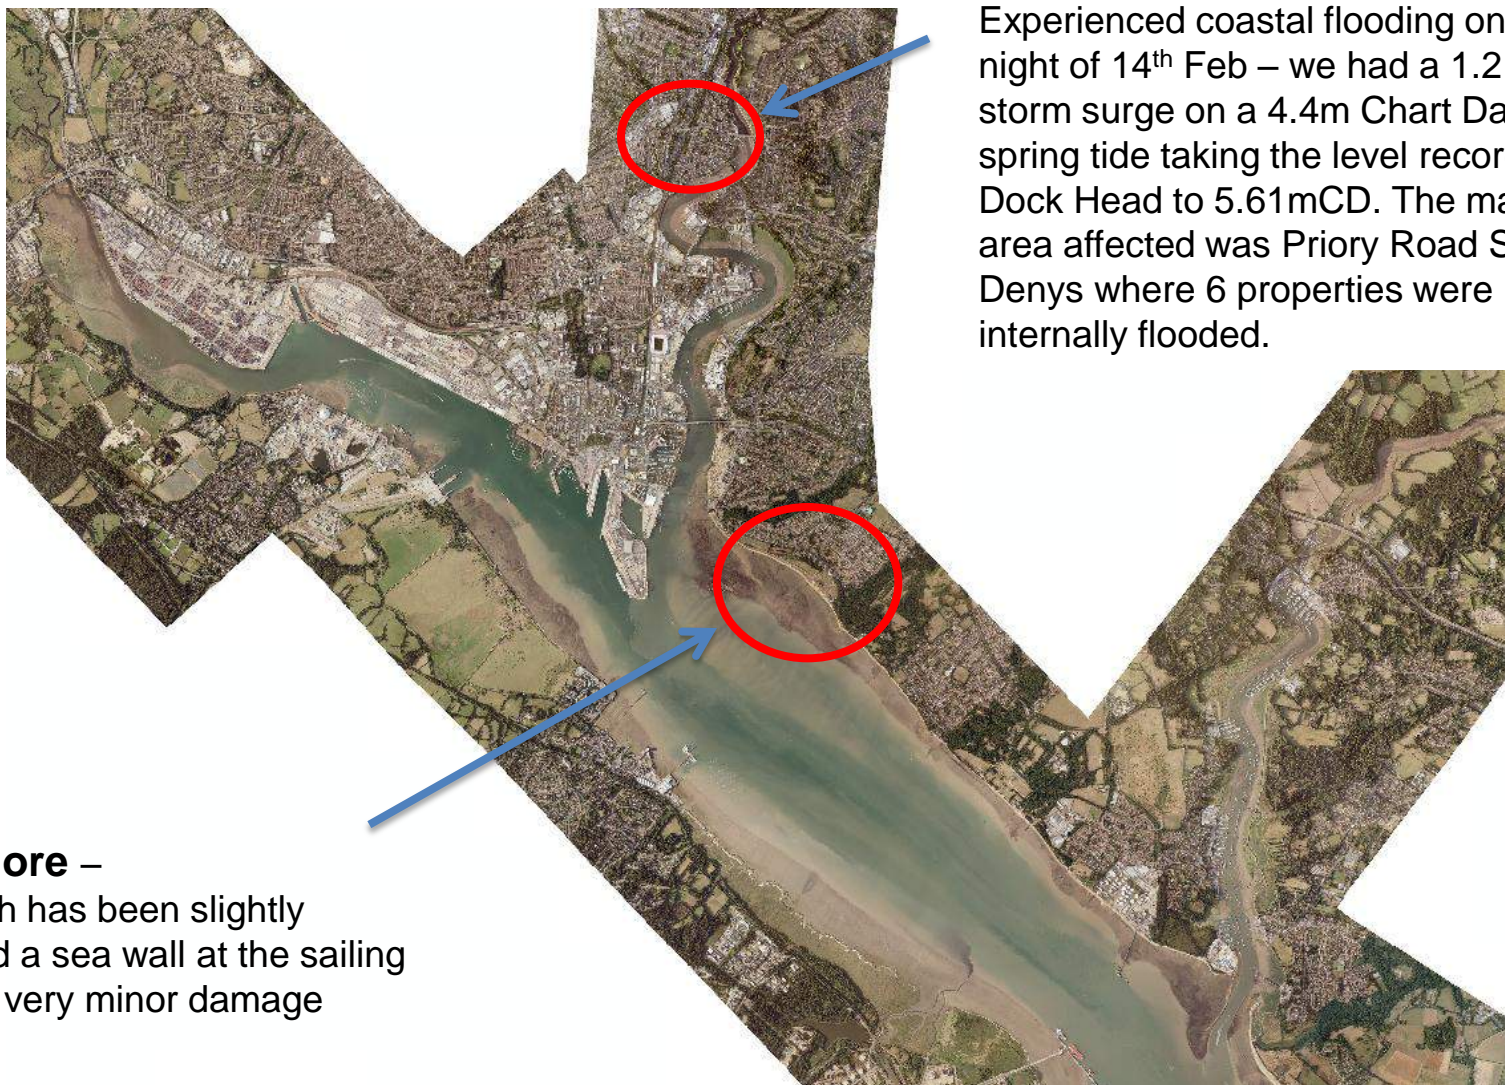 Experienced coastal flooding on
night of 14th Feb – we had a 1.2
storm surge on a 4.4m Chart Da
spring tide taking the level recor
Dock Head to 5.61mCD. The ma
area affected was Priory Road S
Denys where 6 properties were
internally flooded.
ore –
h has been slightly
d a sea wall at the sailing
very minor damage